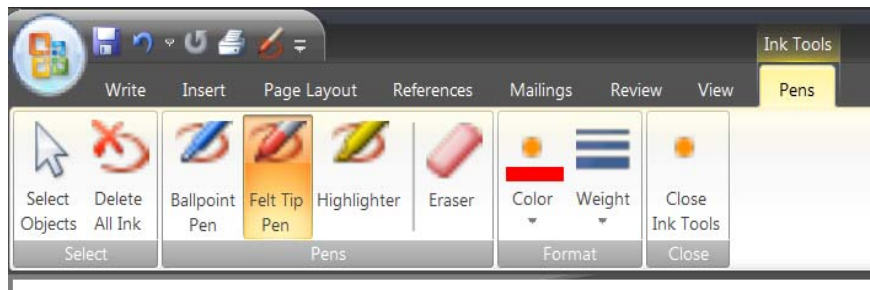 Ink Tools
Write Insert Page Layout References Mailings Review View Pens
Select Objects
Delete All Ink
Ballpoint Pen
Felt Tip Pen
Highlighter
Eraser
Color
Weight
Close Ink Tools
Select Pens Format Close